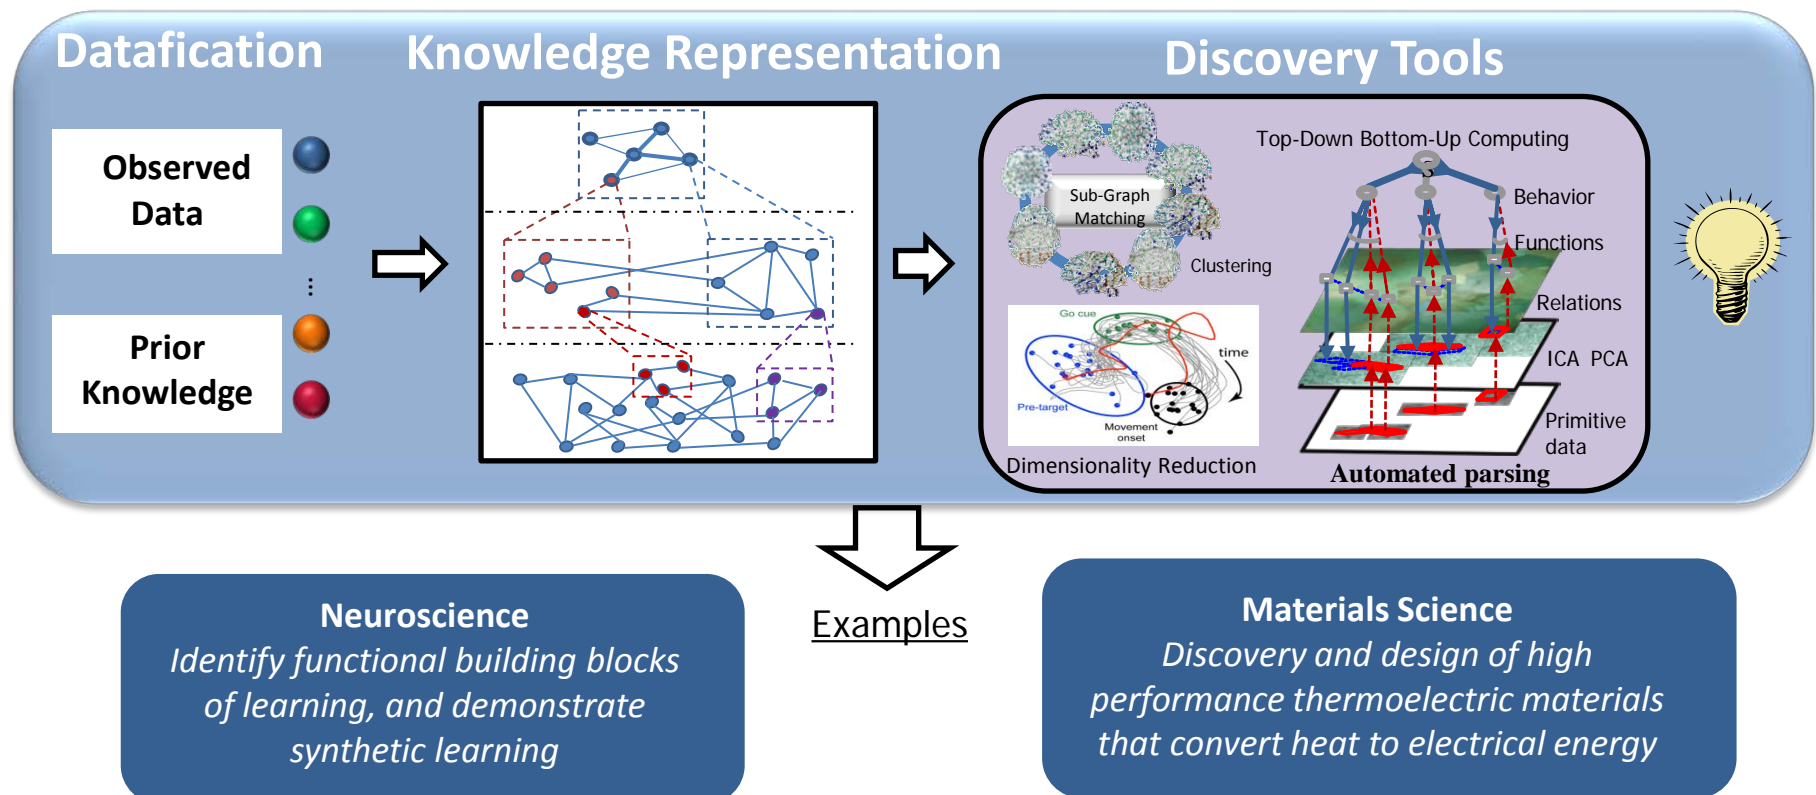 Datafication
Knowledge Representation
Discovery Tools
Observed
Data
...
Prior
Knowledge
Sub-Graph
Matching
Clustering
Go cue
time
Pre-target
Movement
onset
Dimensionality Reduction
Top-Down Bottom-Up Computing
Behavior
Functions
Relations
ICA PCA
Primitive
data
Automated parsing
Examples
Neuroscience
Identify functional building blocks
of learning, and demonstrate
synthetic learning
Materials Science
Discovery and design of high
performance thermoelectric materials
that convert heat to electrical energy